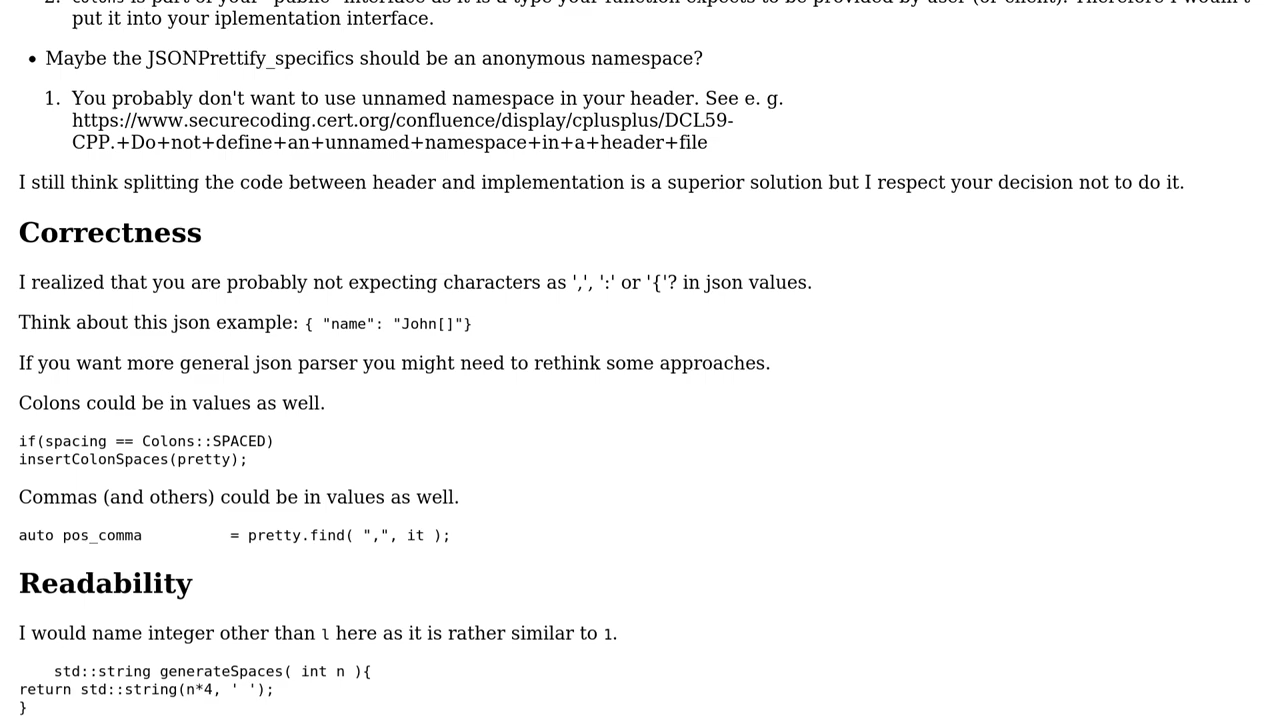 put it into your iplementation interface.
• Maybe the JSONPrettify_specifics should be an anonymous namespace?
1. You probably don't want to use unnamed namespace in your header. See e. g.
https://www.securecoding.cert.org/confluence/display/cplusplus/DCL59-
CPP.+Do+not+define+an+unnamed+namespace+in+a+header+file
I still think splitting the code between header and implementation is a superior solution but I respect your decision not to do it.
Correctness
I realized that you are probably not expecting characters as ',', ':' or '{'? in json values.
Think about this json example: { "name": "John[]"}
If you want more general json parser you might need to rethink some approaches.
Colons could be in values as well.
if(spacing == Colons::SPACED)
insertColonSpaces(pretty);
Commas (and others) could be in values as well.
auto pos_comma          = pretty.find( ",", it );
Readability
I would name integer other than l here as it is rather similar to 1.
    std::string generateSpaces( int n ){
return std::string(n*4, ' ');
}